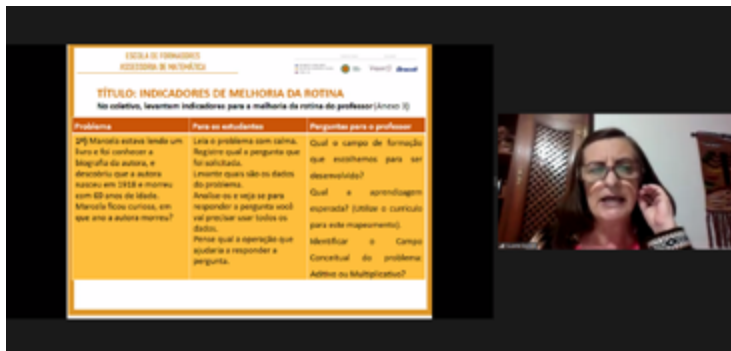 ESCOLA DE FORMADORES
ASSESSORIA DE MATEMÁTICA
TÍTULO: INDICADORES DE MELHORIA DA ROTINA
No coletivo, levantem indicadores para a melhoria da rotina do professor (Anexo 3)
Problema
1º) Marcela estava lendo um
livro e foi conhecer a
biografia da autora, e
descobriu que a autora
nasceu em 1918 e morreu
com 69 anos de idade.
Marcela ficou curiosa, em
que ano a autora morreu?
Para os estudantes
Leia o problema com calma.
Registre qual a pergunta que
foi solicitada.
Levante quais são os dados
do problema.
Analise ou e veja se para
responder a pergunta você
vai precisar usar todos os
dados.
Pense qual a operação que
ajudaria a responder a
pergunta.
Perguntas para o professor
Qual o campo de formação
que escolhemos para ser
desenvolvido?
Qual a aprendizagem
esperada? (Utilize o currículo
para este mapeamento).
Identificar o Campo
Conceitual do problema:
Aditivo ou Multiplicativo?